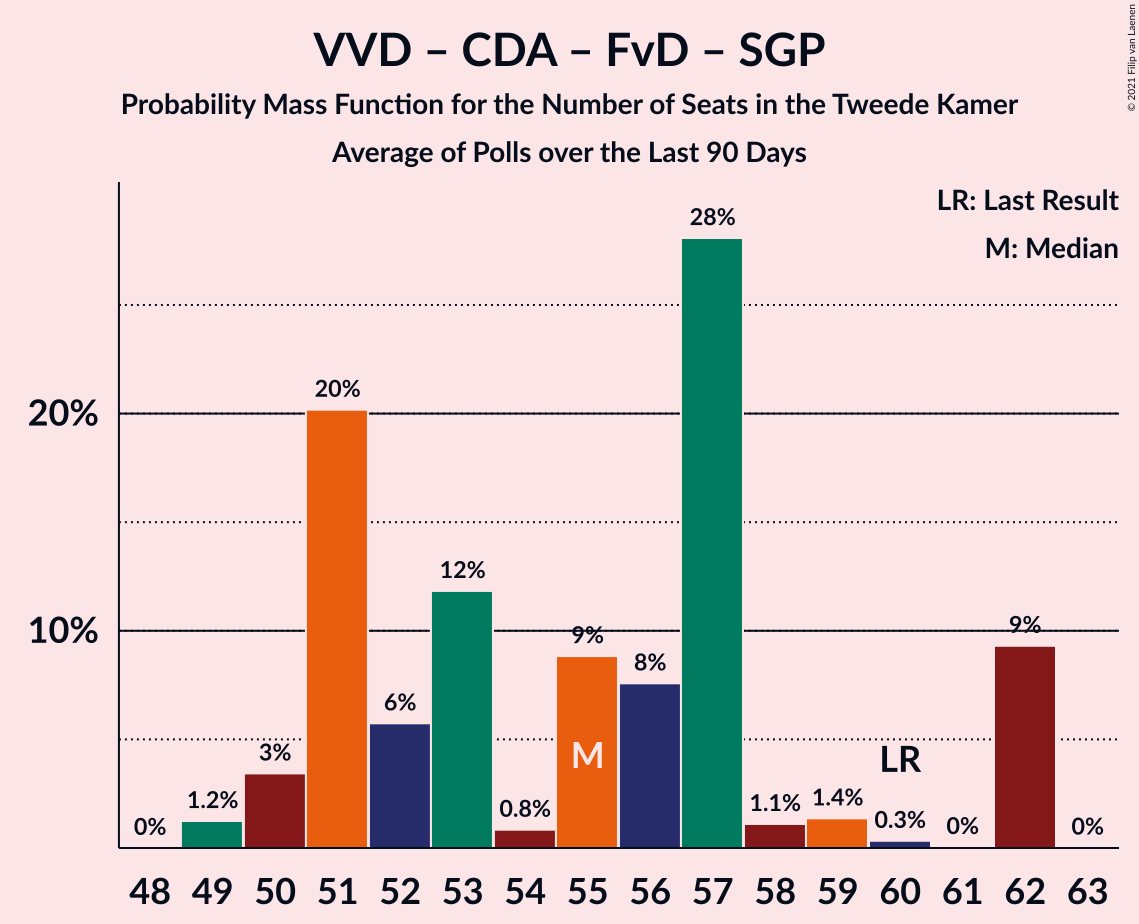 VVD – CDA – FvD – SGP
Probability Mass Function for the Number of Seats in the Tweede Kamer
Average of Polls over the Last 90 Days
© 2021 Filip van Laenen
LR: Last Result
M: Median
28%
20%
20%
12%
10%
9%
9%
8%
6%
3%
M
LR
1.2%
0.8%
1.1%
1.4%
0.3%
0%
0%
0%
48 49 50 51 52 53 54 55 56 57 58 59 60 61 62 63